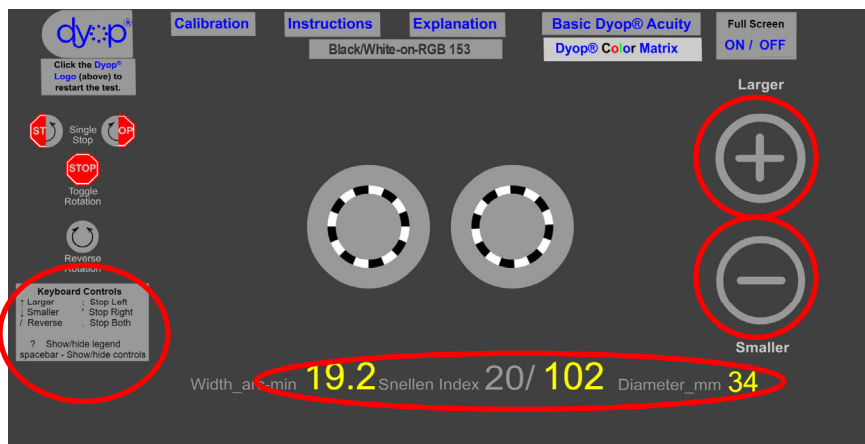 dyop®
Click the Dyop®
Logo (above) to
restart the test.
Calibration
Instructions
Explanation
Black/White-on-RGB 153
Basic Dyop® Acuity
Dyop® Color Matrix
Full Screen
ON / OFF
Larger
ST
Single
Stop
OP
STOP
Toggle
Rotation
Reverse
Rotation
Keyboard Controls
↑ Larger ; Stop Left
↓ Smaller ' Stop Right
/ Reverse . Stop Both
? Show/hide legend
spacebar - Show/hide controls
Smaller
Width_arc-min 19.2 Snellen Index 20/ 102 Diameter_mm 34